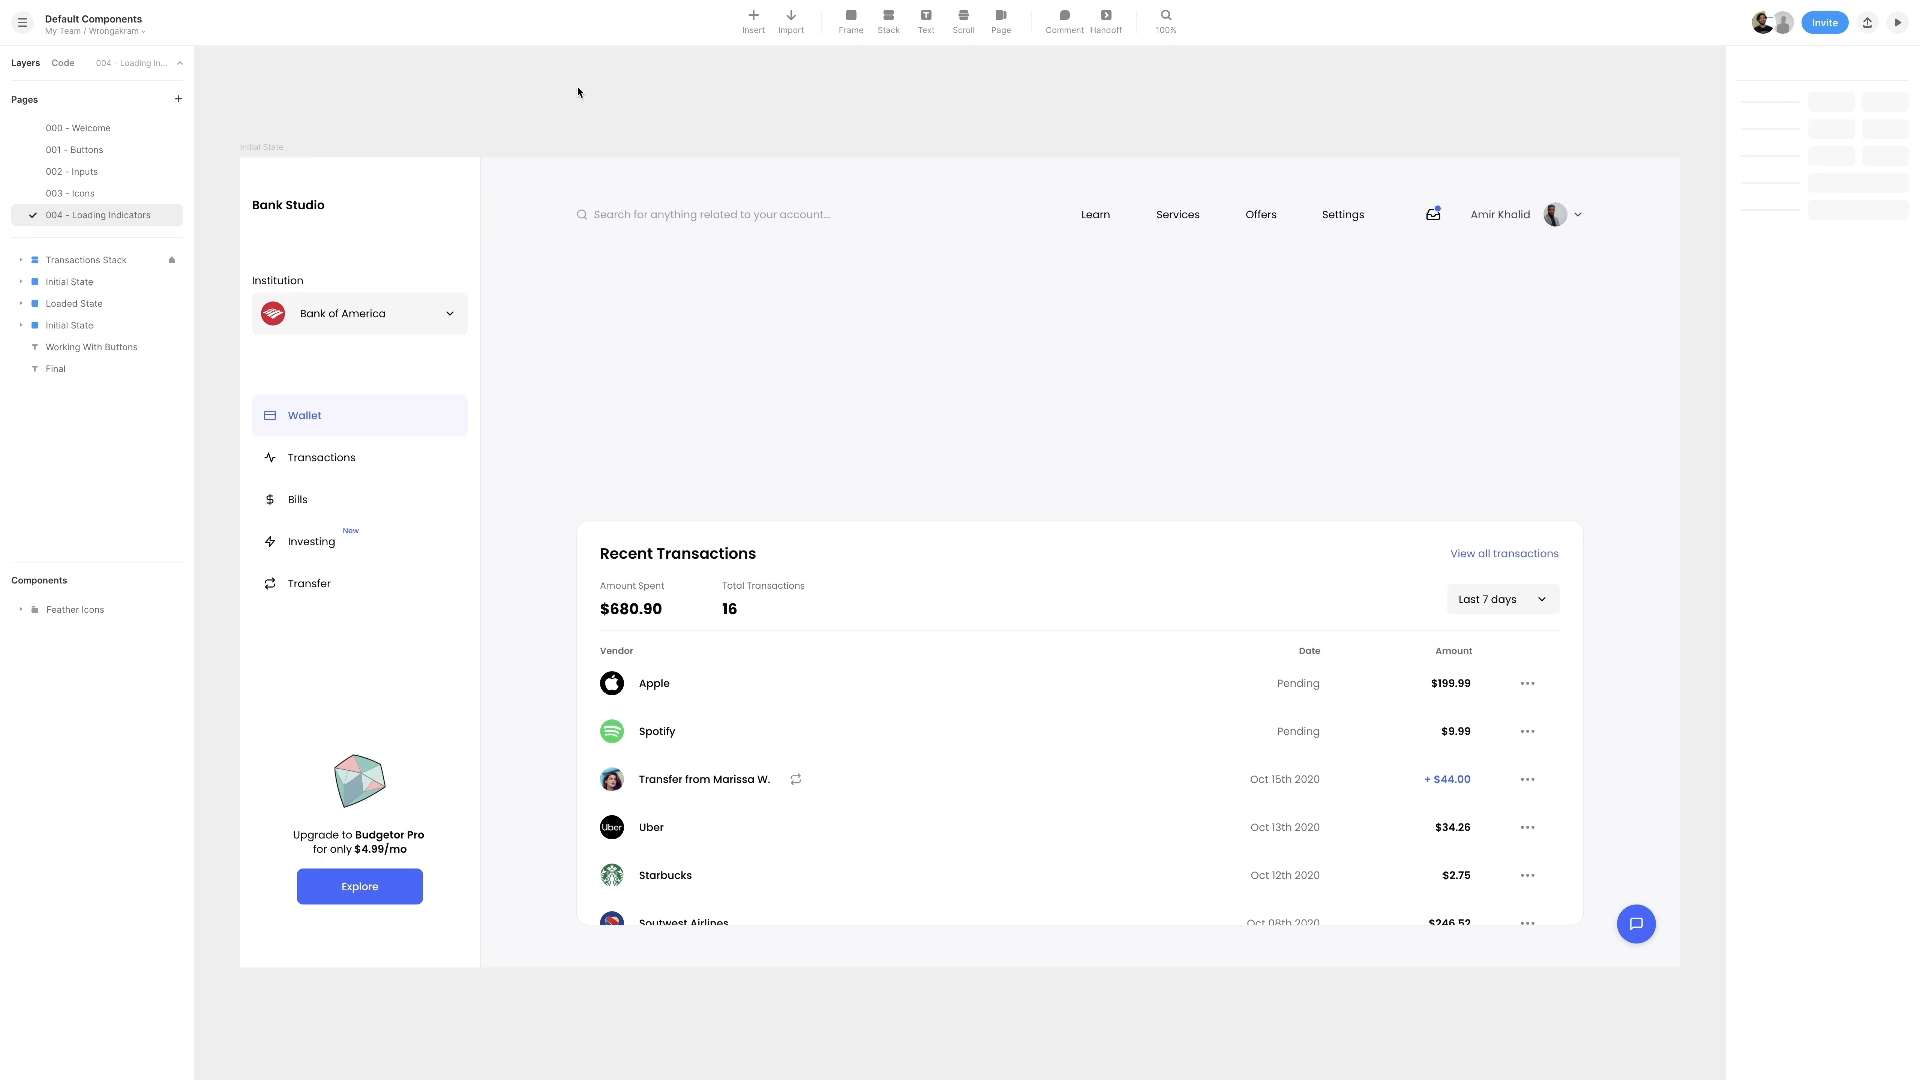 Default Components
My Team / Wrongakram
Insert
Import
Frame
Stack
Text
Scroll
Page
Comment
Handoff
100%
Invite
Layers
Code
004 - Loading In...
Pages
000 - Welcome
001 - Buttons
002 - Inputs
003 - Icons
004 - Loading Indicators
Transactions Stack
Initial State
Loaded State
Initial State
Working With Buttons
Final
Components
Feather Icons
Initial State
Bank Studio
Institution
Bank of America
Wallet
Transactions
Bills
Investing
New
Transfer
Upgrade to Budgetor Pro
for only $4.99/mo
Explore
Search for anything related to your account...
Learn
Services
Offers
Settings
Amir Khalid
Recent Transactions
View all transactions
Amount Spent
Total Transactions
$680.90
16
Last 7 days
Vendor
Date
Amount
Apple
Pending
$199.99
Spotify
Pending
$9.99
Transfer from Marissa W.
Oct 15th 2020
+ $44.00
Uber
Uber
Oct 13th 2020
$34.26
Starbucks
Oct 12th 2020
$2.75
Soutwest Airlines
Oct 08th 2020
$246.52